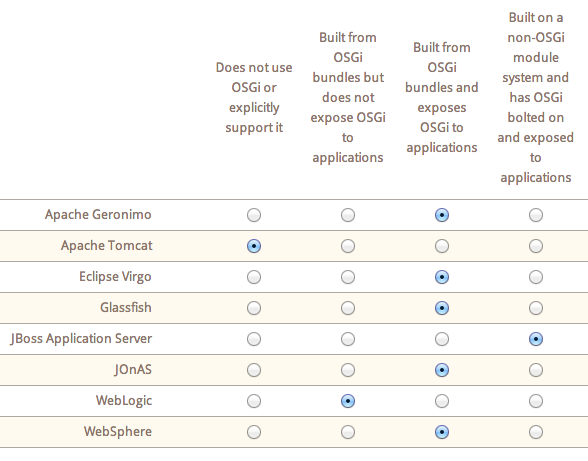 Does not use
OSGi or
explicitly
support it
Built from
OSGi
bundles but
does not
expose OSGi
to
applications
Built from
OSGi
bundles and
exposes
OSGi to
applications
Built on a
non-OSGi
module
system and
has OSGi
bolted on
and exposed
to
applications
Apache Geronimo
Apache Tomcat
Eclipse Virgo
Glassfish
JBoss Application Server
JOnAS
WebLogic
WebSphere